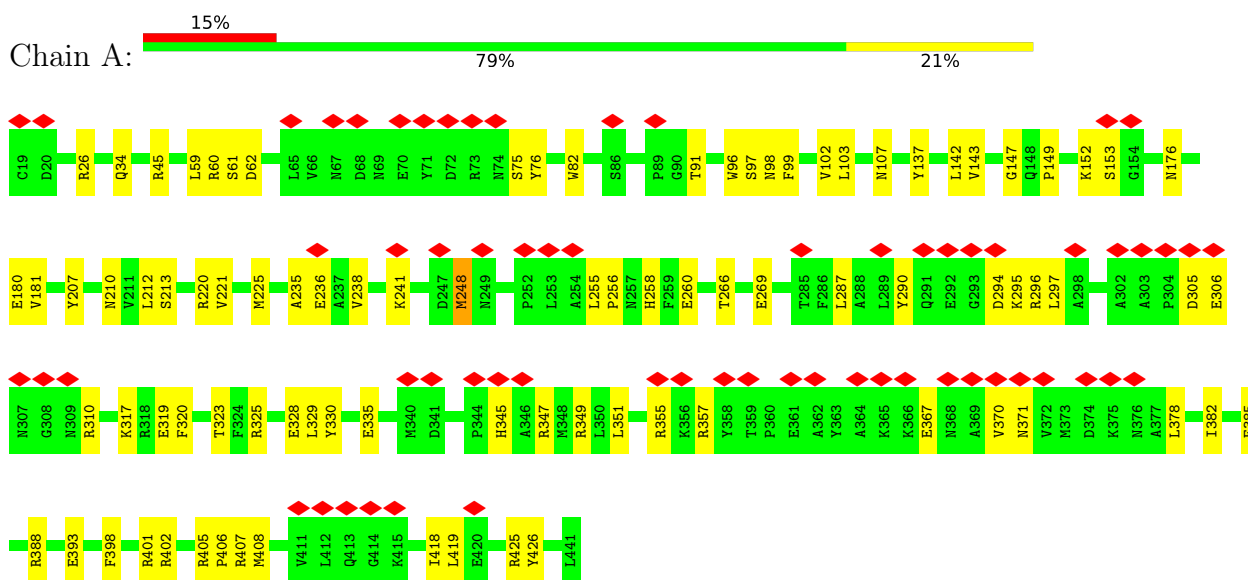 15%
Chain A:
79% 21%
C19 D20 R26 Q34 R45 L59 R60 S61 D62 L65 V66 N67 D68 N69 E70 Y71 D72 R73 N74 S75 Y76 W82 S86 P89 G90 T91 W96 S97 N98 F99 V102 L103 N107 Y137 L142 V143 G147 Q148 P149 K152 S153 G154 N176
E180 V181 Y207 N210 V211 L212 S213 R220 V221 M225 A235 E236 A237 V238 K241 D247 M248 N249 P252 L253 A254 L255 P256 N257 H258 F259 E260 T266 E269 T285 F286 L287 A288 L289 Y290 Q291 E292 G293 D294 K295 R296 L297 A298 A302 A303 P304 D305 E306
N307 G308 N309 R310 K317 R318 E319 F320 T323 F324 R325 E328 L329 Y330 E335 M340 D341 P344 H345 A346 R347 M348 R349 L350 L351 R355 K356 R357 Y358 T359 P360 E361 A362 Y363 A364 K365 K366 E367 N368 A369 V370 N371 V372 M373 D374 K375 N376 A377 L378 I382
R388 E393 F398 R401 R402 R405 P406 R407 M408 V411 L412 Q413 G414 K415 I418 L419 E420 R425 Y426 L441